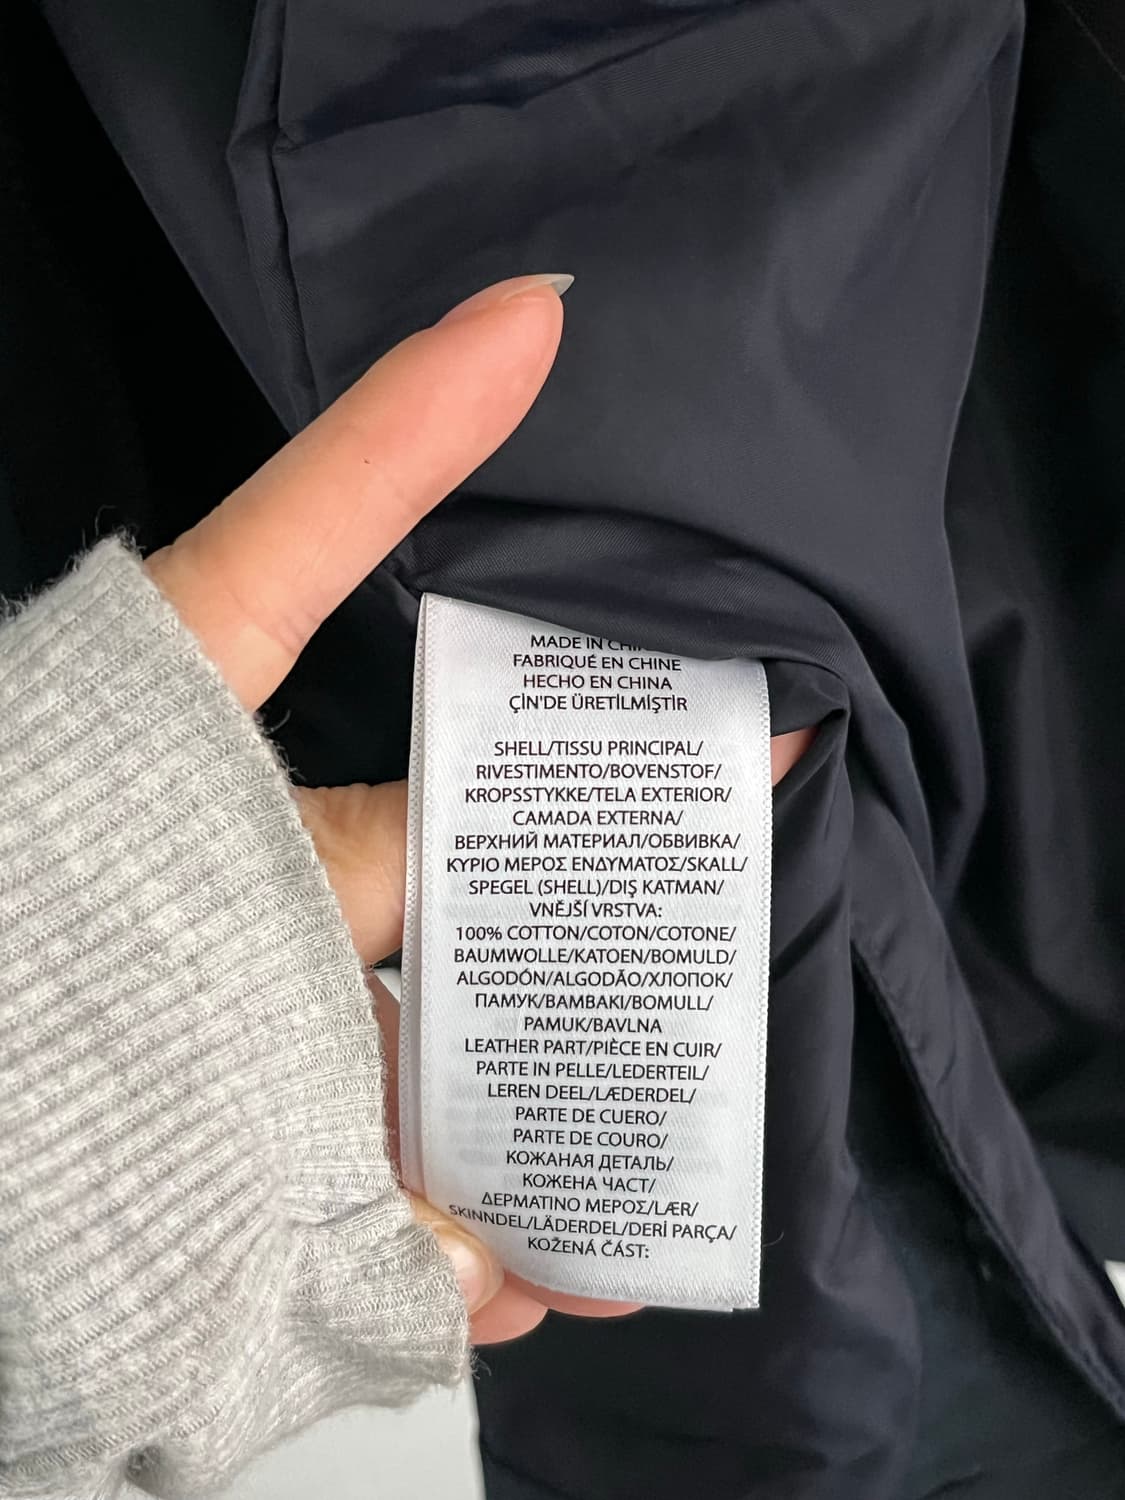 MADE IN
FABRIQUÉ EN CHINE
HECHO EN CHINA
ÇİN'DE ÜRETİLMİŞTİR
SHELL/TISSU PRINCIPAL/
RIVESTIMENTO/BOVENSTOF/
KROPSSTYKKE/TELA EXTERIOR/
CAMADA EXTERNA/
ВЕРХНИЙ МАТЕРИАЛ/ОБВИВКА/
ΚΥΡΙΟ ΜΕΡΟΣ ΕΝΔΥΜΑΤΟΣ/SKALL/
SPEGEL (SHELL)/DIŞ KATMAN/
VNĚJŠÍ VRSTVA:
100% COTTON/COTON/COTONE/
BAUMWOLLE/KATOEN/BOMULD/
ALGODÓN/ALGODÃO/ХЛОПОК/
ПАМУК/ΒΑΜΒΑΚΙ/BOMULL/
PAMUK/BAVLNA
LEATHER PART/PIÈCE EN CUIR/
PARTE IN PELLE/LEDERTEIL/
LEREN DEEL/LÆDERDEL/
PARTE DE CUERO/
PARTE DE COURO/
КОЖАНАЯ ДЕТАЛЬ/
КОЖЕНА ЧАСТ/
ΔΕΡΜΑΤΙΝΟ ΜΕΡΟΣ/LÆR/
SKINNDEL/LÄDERDEL/DERİ PARÇA/
KOŽENÁ ČÁST: